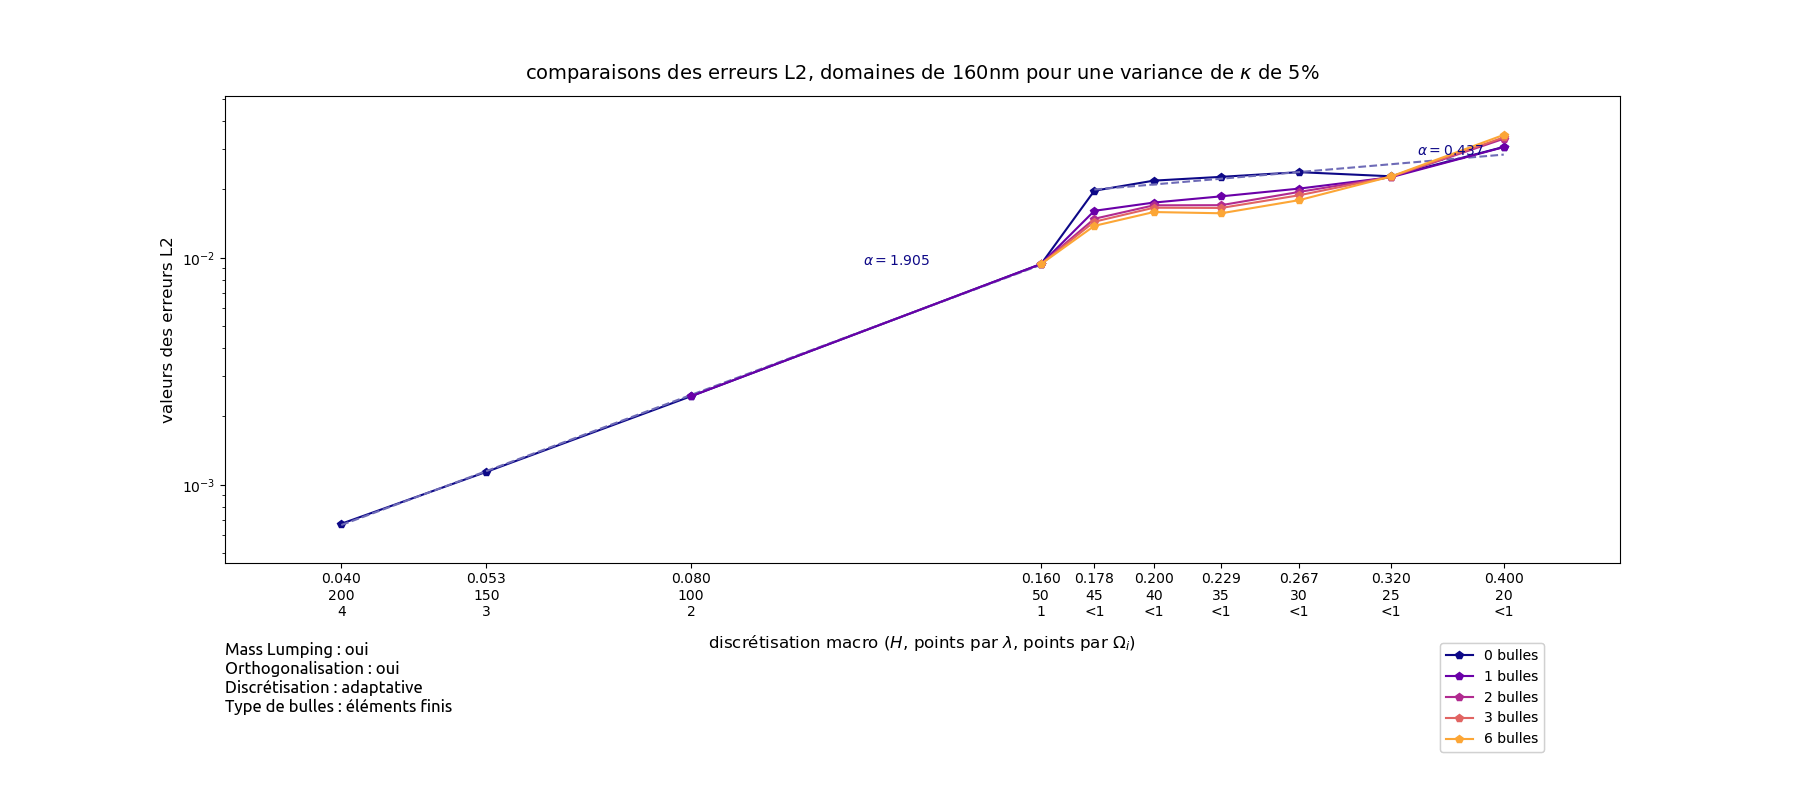 comparaisons des erreurs L2, domaines de 160nm pour une variance de κ de 5%
valeurs des erreurs L2
10⁻²
10⁻³
α = 0.437
α = 1.905
0.040 0.053 0.080 0.160 0.178 0.200 0.229 0.267 0.320 0.400
200 150 100 50 45 40 35 30 25 20
4 3 2 1 <1 <1 <1 <1 <1 <1
discrétisation macro (H, points par λ, points par Ωᵢ)
Mass Lumping : oui
Orthogonalisation : oui
Discrétisation : adaptative
Type de bulles : éléments finis
0 bulles
1 bulles
2 bulles
3 bulles
6 bulles